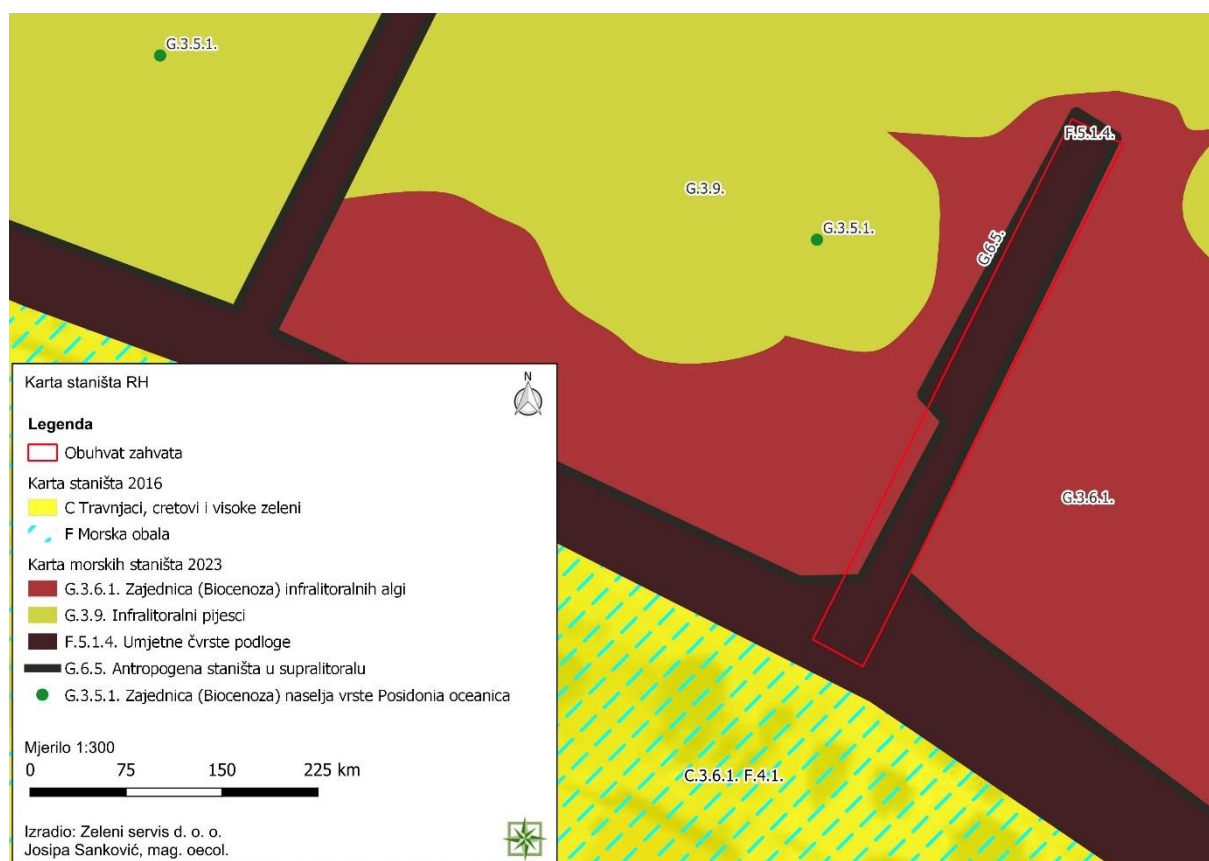 G.3.5.1.
F.5.1.4.
G.3.9.
G.3.5.1.
G.6.5.
G.3.6.1.
C.3.6.1. F.4.1.
Karta staništa RH
N
Legenda
Obuhvat zahvata
Karta staništa 2016
C Travnjaci, cretovi i visoke zeleni
F Morska obala
Karta morskih staništa 2023
G.3.6.1. Zajednica (Biocenoza) infralitoralnih algi
G.3.9. Infralitoralni pijesci
F.5.1.4. Umjetne čvrste podloge
G.6.5. Antropogena staništa u supralitoralu
G.3.5.1. Zajednica (Biocenoza) naselja vrste Posidonia oceanica
Mjerilo 1:300
0 75 150 225 km
Izradio: Zeleni servis d. o. o.
Josipa Sanković, mag. oecol.